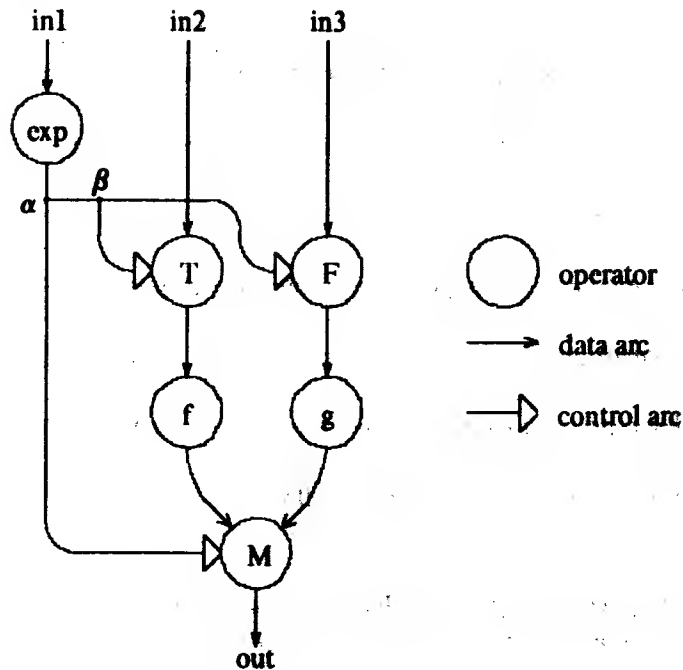 in1 in2 in3
exp
α β
T F
operator
data arc
f g
control arc
M
out